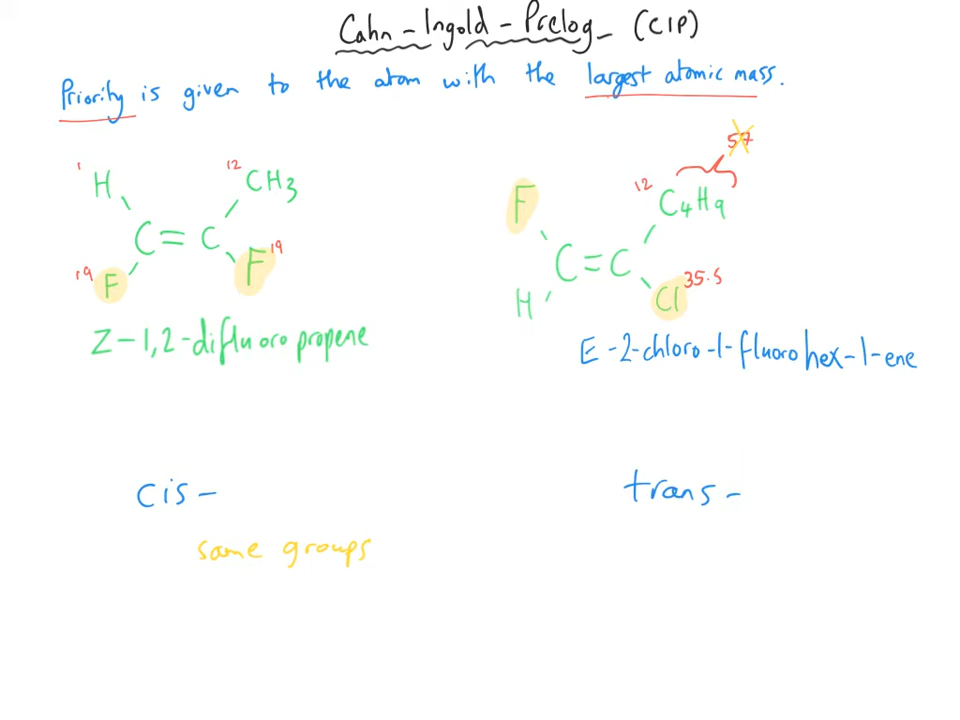 Cahn-Ingold-Prelog (CIP)
Priority is given to the atom with the largest atomic mass.
1 H 12 CH3
C=C
19 F F 19
Z-1,2-difluoropropene
57
F 12 C4H9
C=C
H Cl 35.5
E-2-chloro-1-fluorohex-1-ene
cis- trans-
same groups